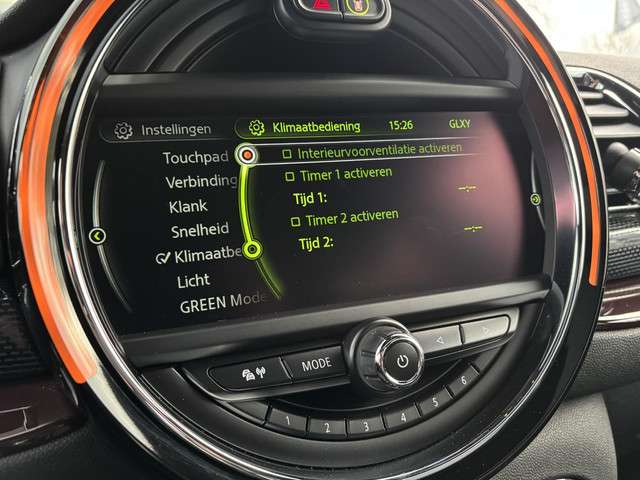 Instellingen
Klimaatbediening 15:26 GLXY
Touchpad
Verbinding
Klank
Snelheid
Klimaatbe
Licht
GREEN Mode
Interieurvoorventilatie activeren
Timer 1 activeren
Tijd 1: --:--
Timer 2 activeren
Tijd 2: --:--
MODE
1 2 3 4 5 6